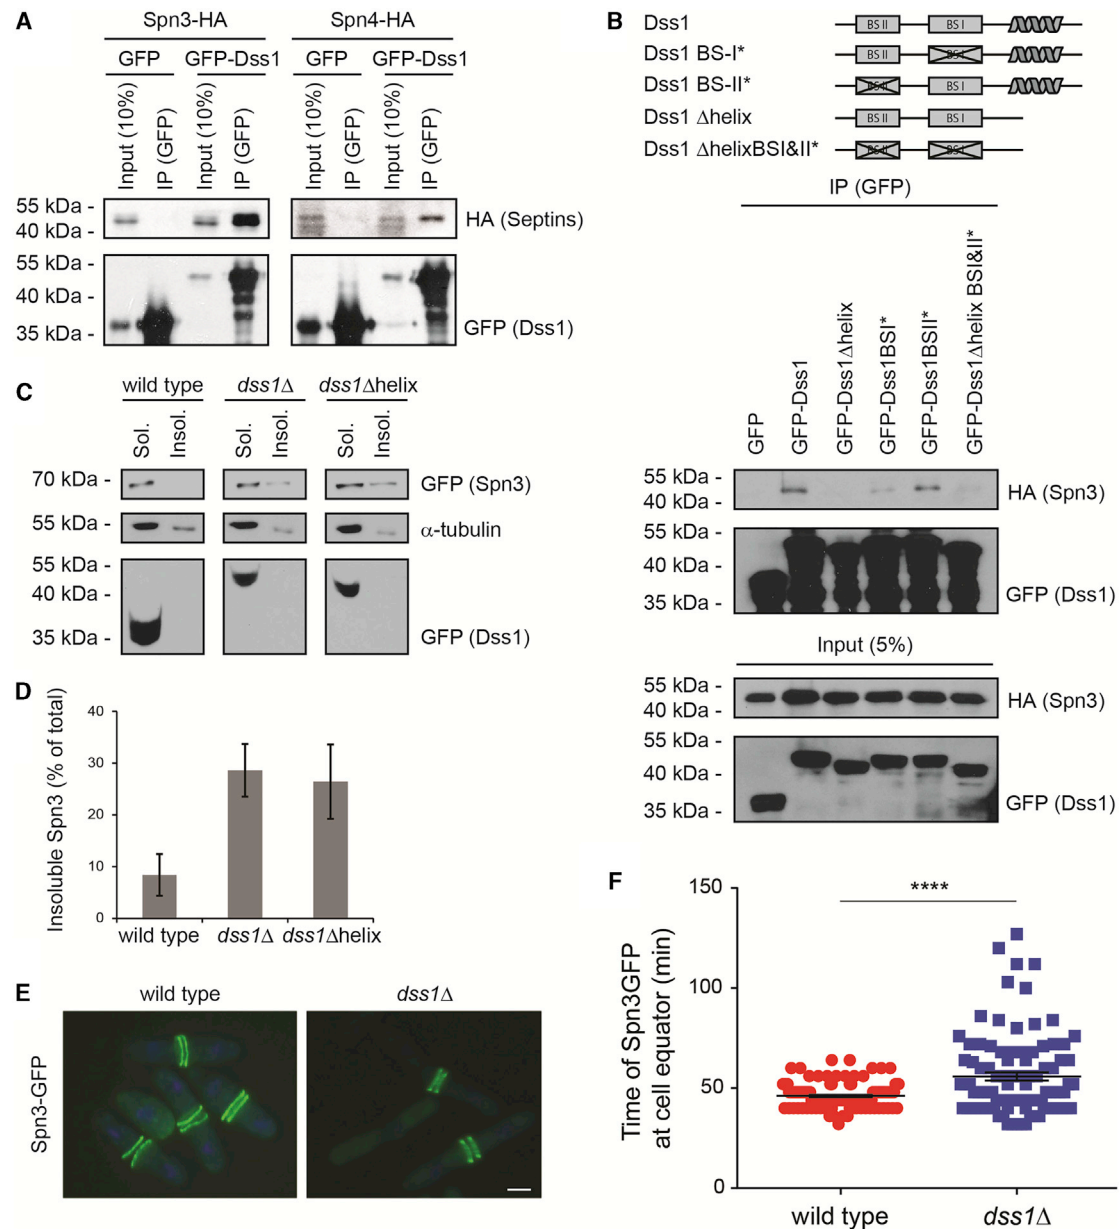 A
Spn3-HA
Spn4-HA
GFP
GFP-Dss1
GFP
GFP-Dss1
Input (10%)
IP (GFP)
Input (10%)
IP (GFP)
Input (10%)
IP (GFP)
Input (10%)
IP (GFP)
55 kDa -
40 kDa -
HA (Septins)
55 kDa -
40 kDa -
35 kDa -
GFP (Dss1)
B
Dss1
BS II
BS I
Dss1 BS-I*
BS II
BS I
Dss1 BS-II*
BS II
BS I
Dss1 Δhelix
BS II
BS I
Dss1 ΔhelixBSI&II*
BS II
BS I
IP (GFP)
GFP
GFP-Dss1
GFP-Dss1Δhelix
GFP-Dss1BSI*
GFP-Dss1BSII*
GFP-Dss1Δhelix BSI&II*
55 kDa -
40 kDa -
HA (Spn3)
55 kDa -
40 kDa -
35 kDa -
GFP (Dss1)
Input (5%)
55 kDa -
40 kDa -
HA (Spn3)
55 kDa -
40 kDa -
35 kDa -
GFP (Dss1)
C
wild type
dss1Δ
dss1Δhelix
Sol.
Insol.
Sol.
Insol.
Sol.
Insol.
70 kDa -
GFP (Spn3)
55 kDa -
α-tubulin
55 kDa -
40 kDa -
35 kDa -
GFP (Dss1)
D
Insoluble Spn3 (% of total)
40
30
20
10
0
wild type
dss1Δ
dss1Δhelix
E
wild type
dss1Δ
Spn3-GFP
F
Time of Spn3GFP
at cell equator (min)
150
100
50
0
****
wild type
dss1Δ